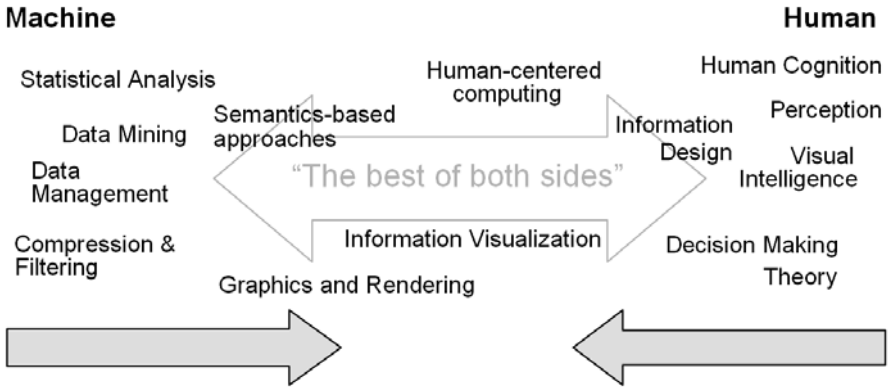 Machine
Human
Statistical Analysis
Human-centered
computing
Human Cognition
Semantics-based
approaches
Perception
Data Mining
Information
Design
Data
Management
"The best of both sides"
Visual
Intelligence
Compression &
Filtering
Information Visualization
Decision Making
Theory
Graphics and Rendering